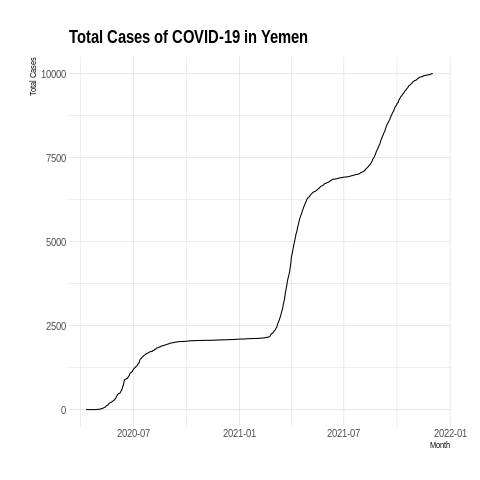 Total Cases of COVID-19 in Yemen
Total Cases
10000
7500
5000
2500
0
2020-07 2021-01 2021-07 2022-01
Month